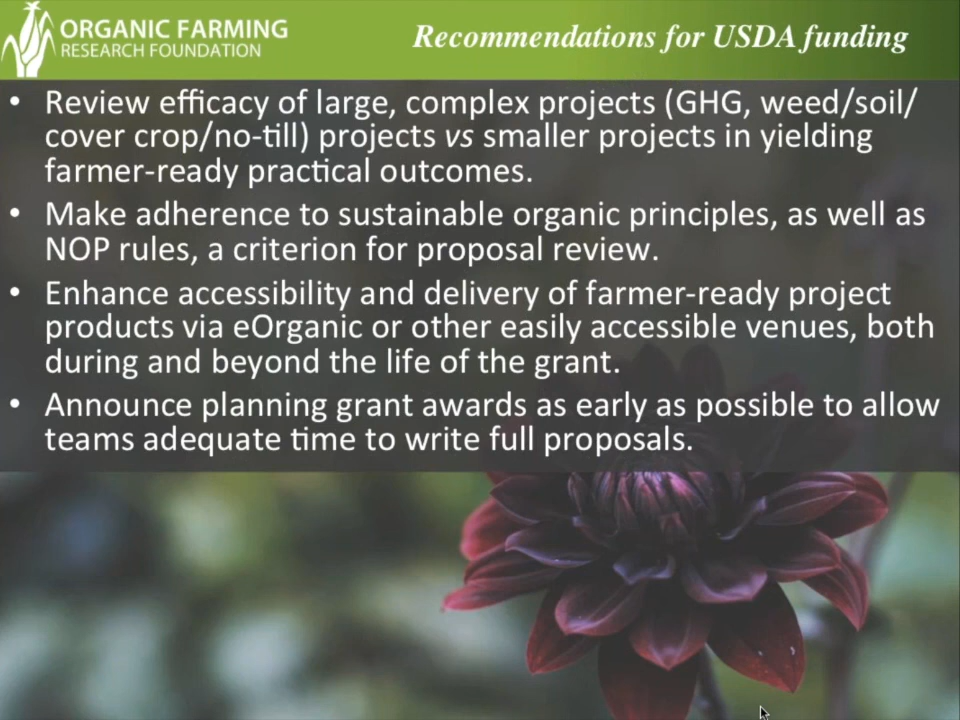 ORGANIC FARMING
RESEARCH FOUNDATION
Recommendations for USDA funding
• Review efficacy of large, complex projects (GHG, weed/soil/
cover crop/no-till) projects vs smaller projects in yielding
farmer-ready practical outcomes.
• Make adherence to sustainable organic principles, as well as
NOP rules, a criterion for proposal review.
• Enhance accessibility and delivery of farmer-ready project
products via eOrganic or other easily accessible venues, both
during and beyond the life of the grant.
• Announce planning grant awards as early as possible to allow
teams adequate time to write full proposals.